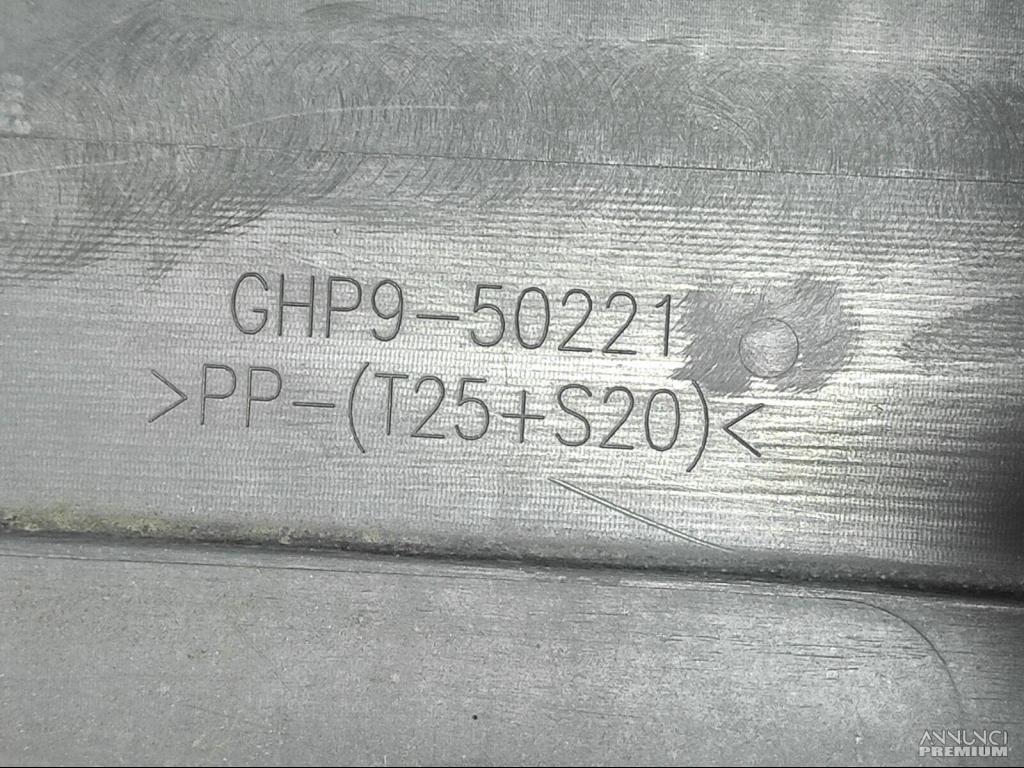 GHP9-50221
>PP-(T25+S20)<
ANNUNCI
PREMIUM